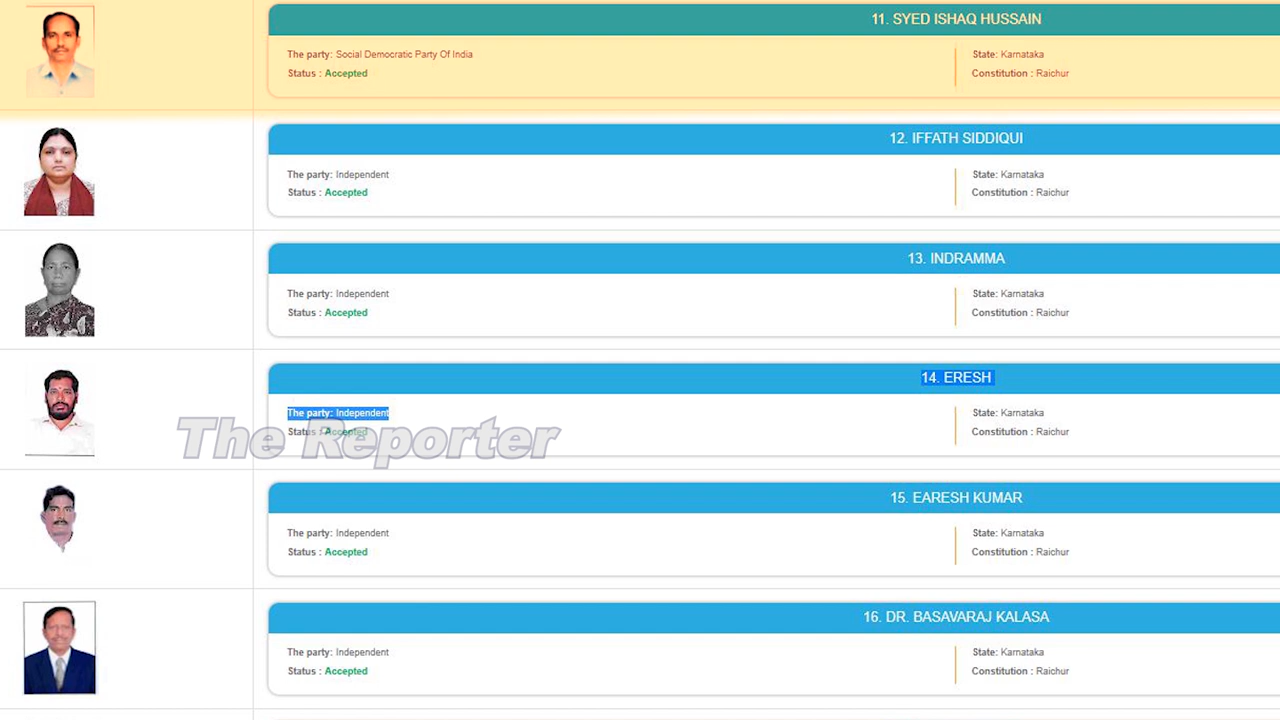 11. SYED ISHAQ HUSSAIN
The party: Social Democratic Party Of India
State: Karnataka
Status : Accepted
Constitution : Raichur
12. IFFATH SIDDIQUI
The party: Independent
State: Karnataka
Status : Accepted
Constitution : Raichur
13. INDRAMMA
The party: Independent
State: Karnataka
Status : Accepted
Constitution : Raichur
14. ERESH
The party: Independent
State: Karnataka
Status : Accepted
Constitution : Raichur
The Reporter
15. EARESH KUMAR
The party: Independent
State: Karnataka
Status : Accepted
Constitution : Raichur
16. DR. BASAVARAJ KALASA
The party: Independent
State: Karnataka
Status : Accepted
Constitution : Raichur